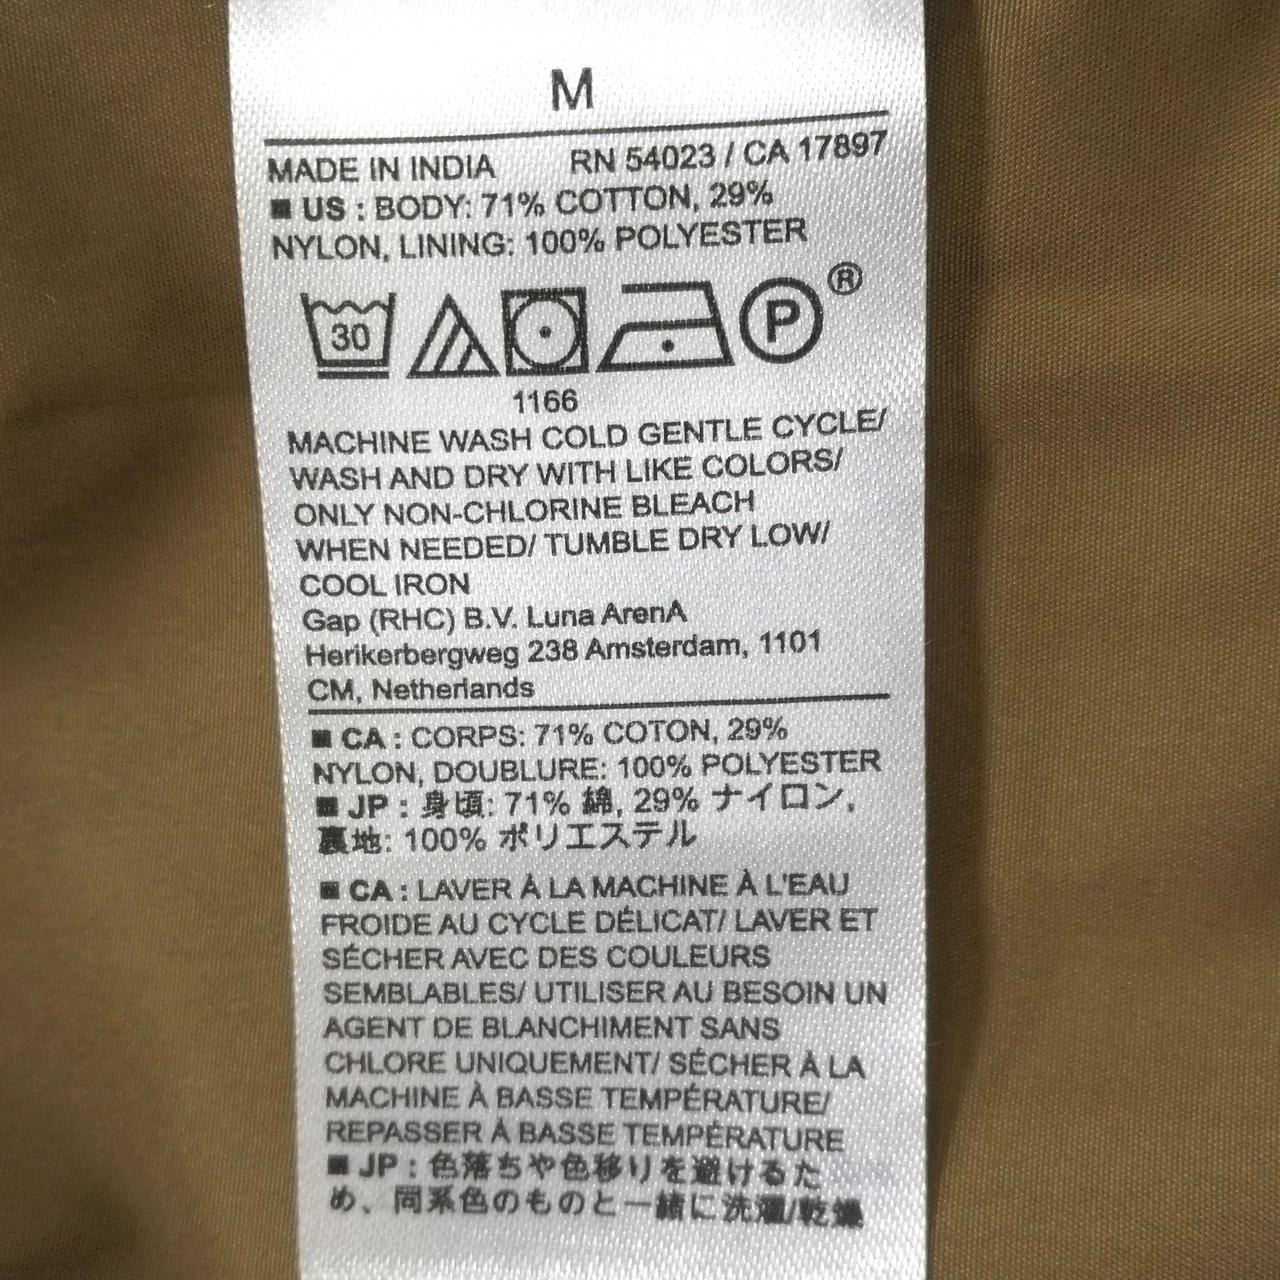 M
MADE IN INDIA RN 54023 / CA 17897
■ US : BODY: 71% COTTON, 29%
NYLON, LINING: 100% POLYESTER
30 P ®
1166
MACHINE WASH COLD GENTLE CYCLE/
WASH AND DRY WITH LIKE COLORS/
ONLY NON-CHLORINE BLEACH
WHEN NEEDED/ TUMBLE DRY LOW/
COOL IRON
Gap (RHC) B.V. Luna ArenA
Herikerbergweg 238 Amsterdam, 1101
CM, Netherlands
■ CA : CORPS: 71% COTON, 29%
NYLON, DOUBLURE: 100% POLYESTER
■ JP : 身頃: 71% 綿, 29% ナイロン,
裏地: 100% ポリエステル
■ CA : LAVER À LA MACHINE À L'EAU
FROIDE AU CYCLE DÉLICAT/ LAVER ET
SÉCHER AVEC DES COULEURS
SEMBLABLES/ UTILISER AU BESOIN UN
AGENT DE BLANCHIMENT SANS
CHLORE UNIQUEMENT/ SÉCHER À LA
MACHINE À BASSE TEMPÉRATURE/
REPASSER À BASSE TEMPÉRATURE
■ JP : 色落ちや色移りを避けるた
め、同系色のものと一緒に洗濯/乾燥